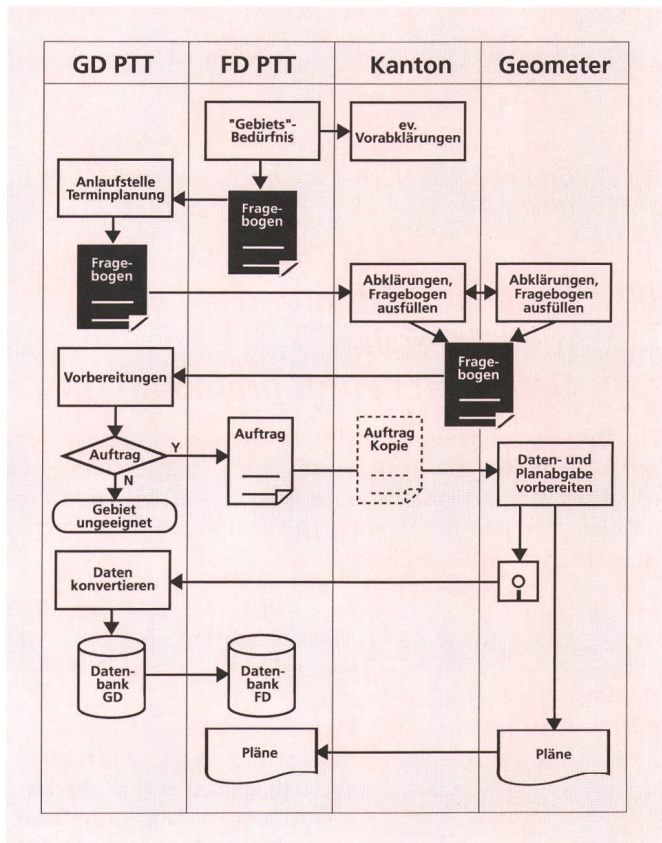 GD PTT
FD PTT
Kanton
Geometer
"Gebiets"-
Bedürfnis
ev.
Vorabklärungen
Anlaufstelle
Terminplanung
Frage-
bogen
Frage-
bogen
Abklärungen,
Fragebogen
ausfüllen
Abklärungen,
Fragebogen
ausfüllen
Frage-
bogen
Vorbereitungen
Auftrag
Y
N
Auftrag
Auftrag
Kopie
Daten- und
Planabgabe
vorbereiten
Gebiet
ungeeignet
Daten
konvertieren
Daten-
bank
GD
Daten-
bank
FD
Pläne
Pläne